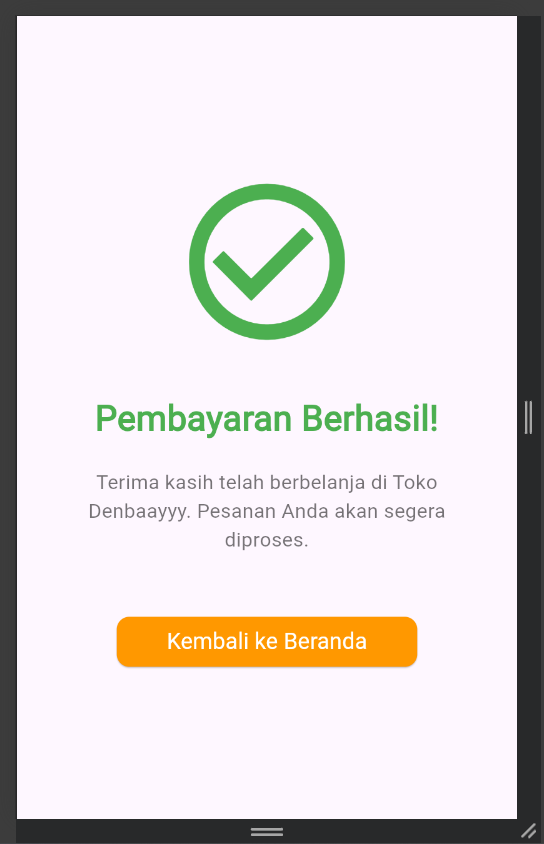 Pembayaran Berhasil!
Terima kasih telah berbelanja di Toko
Denbaayyy. Pesanan Anda akan segera
diproses.
Kembali ke Beranda